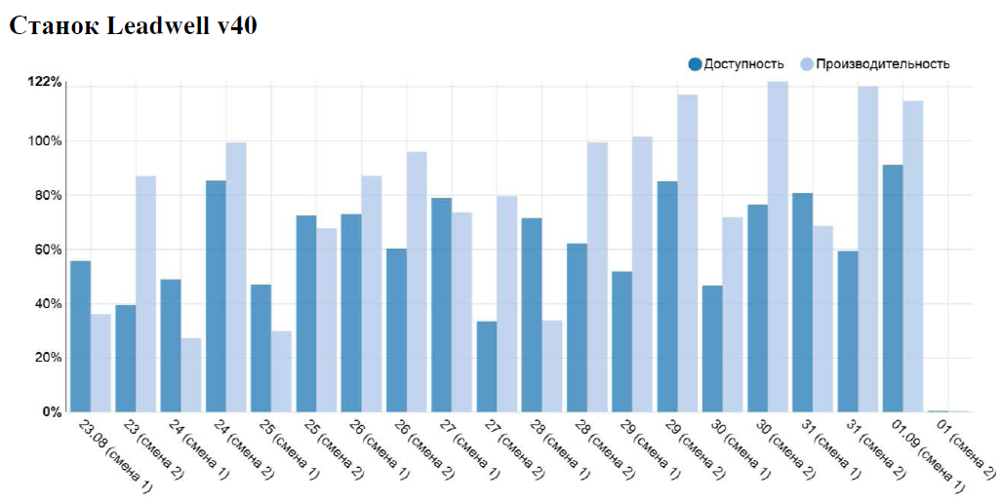 Станок Leadwell v40
Доступность Производительность
122%
100%
80%
60%
40%
20%
0%
23.08 (смена 1)
23 (смена 2)
24 (смена 1)
24 (смена 2)
25 (смена 1)
25 (смена 2)
26 (смена 1)
26 (смена 2)
27 (смена 1)
27 (смена 2)
28 (смена 1)
28 (смена 2)
29 (смена 1)
29 (смена 2)
30 (смена 1)
30 (смена 2)
31 (смена 1)
31 (смена 2)
01.09 (смена 1)
01 (смена 2)